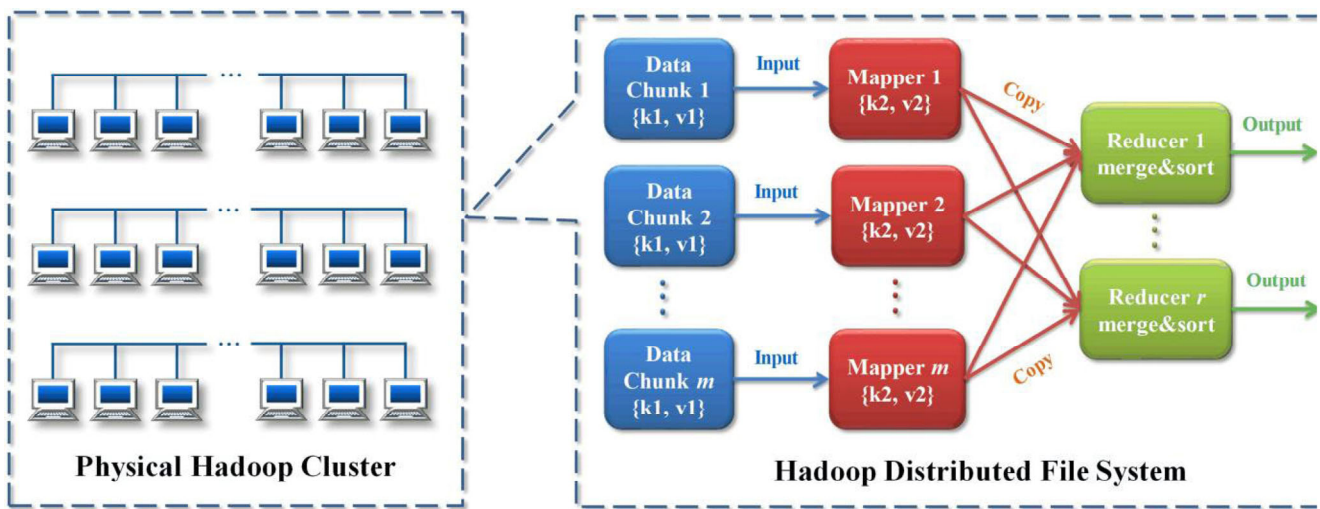 Data
Chunk 1
{k1, v1}
Input
Mapper 1
{k2, v2}
Copy
Reducer 1
merge&sort
Output
Data
Chunk 2
{k1, v1}
Input
Mapper 2
{k2, v2}
Reducer r
merge&sort
Output
Data
Chunk m
{k1, v1}
Input
Mapper m
{k2, v2}
Copy
Physical Hadoop Cluster
Hadoop Distributed File System